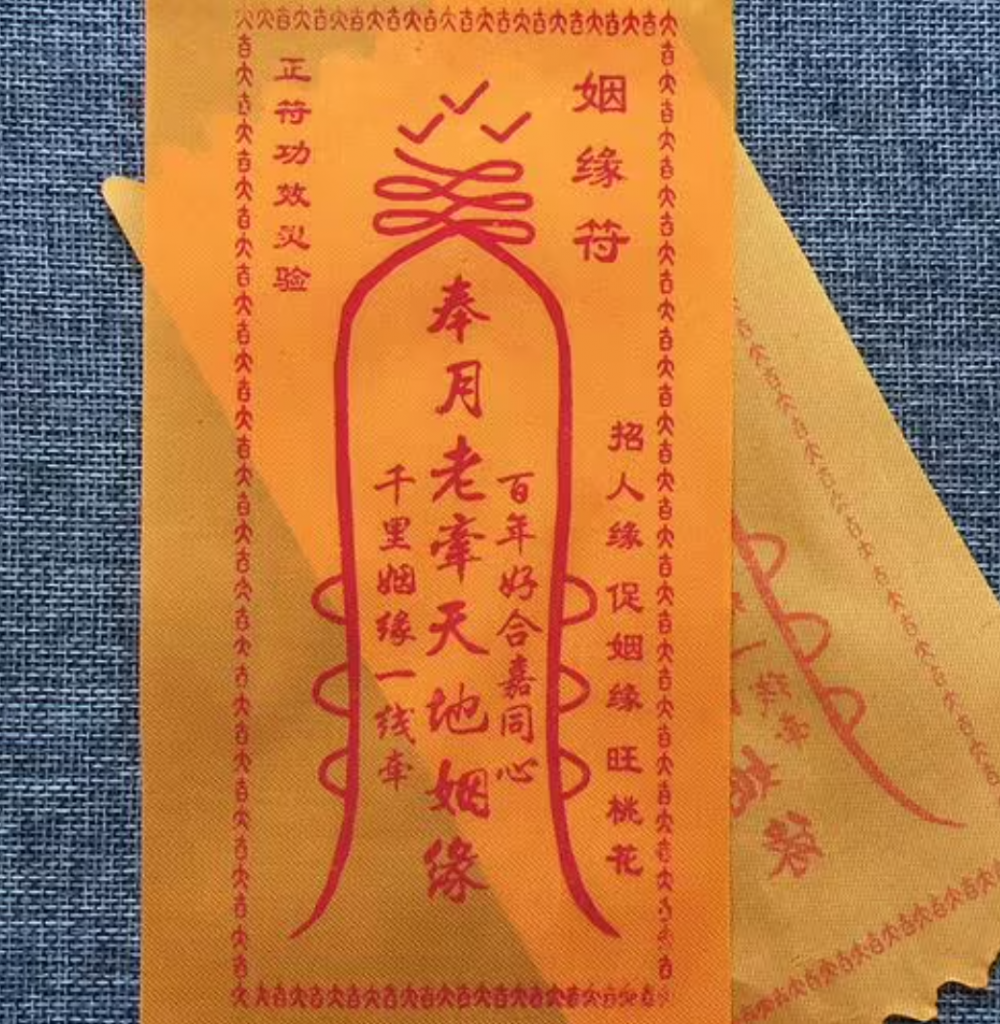 姻缘符
招人缘 促姻缘 旺桃花
百年好合嘉同心
奉月老牵天地姻缘
千里姻缘一线牵
正符功效灵验